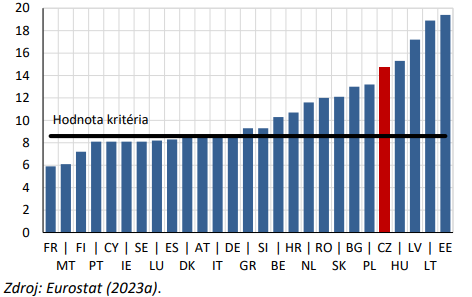 20
18
16
14
12
10
8
6
4
2
0
Hodnota kritéria
FR | FI | CY | SE | ES | AT | DE | SI | HR | RO | BG | CZ | LV | EE
MT PT IE LU DK IT GR BE NL SK PL HU LT
Zdroj: Eurostat (2023a).